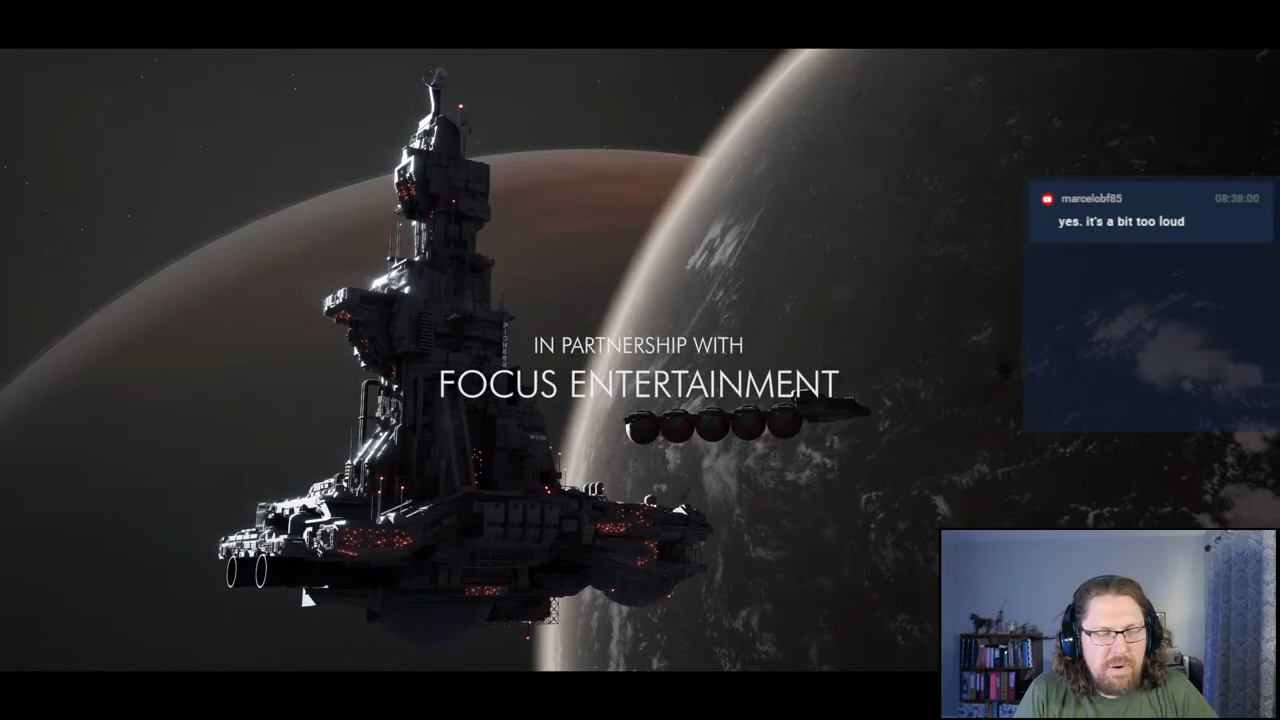 IN PARTNERSHIP WITH
FOCUS ENTERTAINMENT
marcelobf85 08:38:00
yes. it's a bit too loud